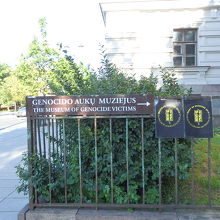 GENOCIDO AUKŲ MUZIEJUS
THE MUSEUM OF GENOCIDE VICTIMS